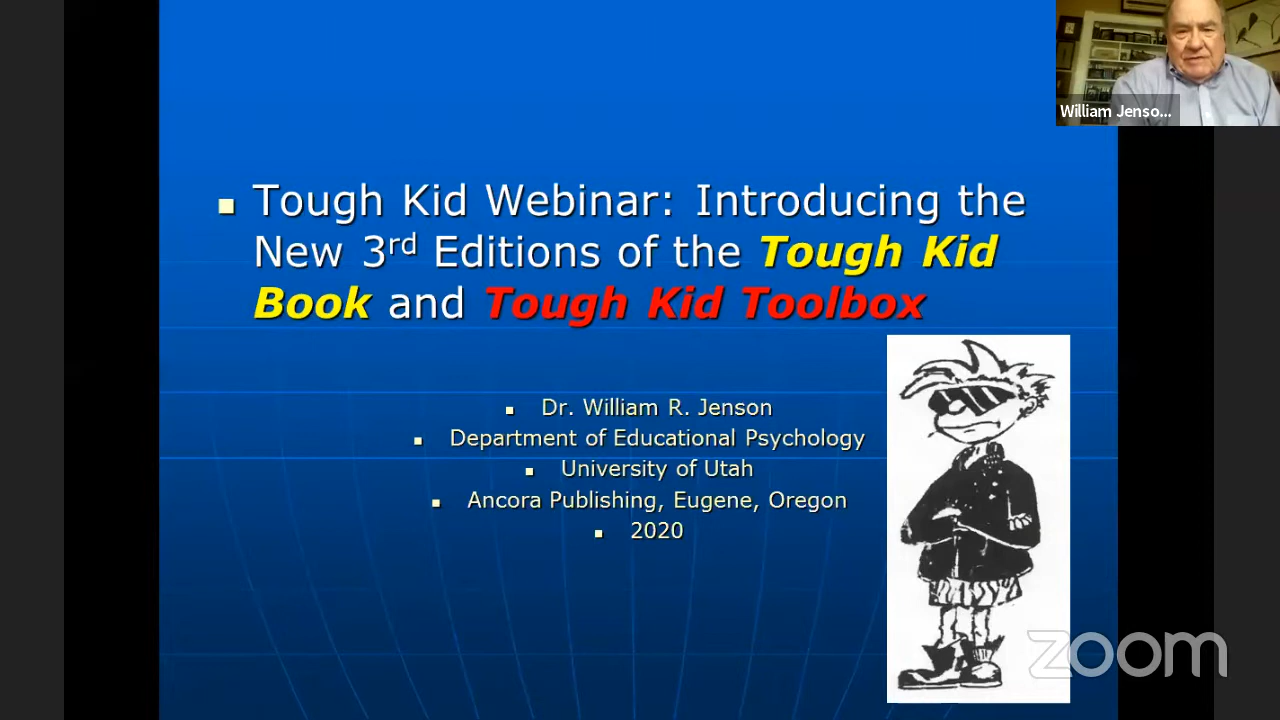 Tough Kid Webinar: Introducing the
New 3rd Editions of the Tough Kid
Book and Tough Kid Toolbox
Dr. William R. Jenson
Department of Educational Psychology
University of Utah
Ancora Publishing, Eugene, Oregon
2020
William Jenso...
zoom